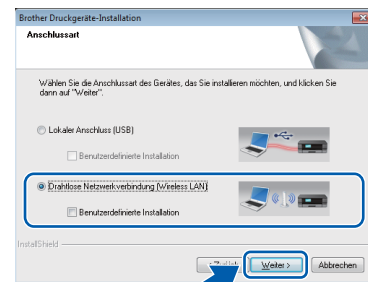 Brother Druckgeräte-Installation
Anschlussart
Wählen Sie die Anschlussart des Gerätes, das Sie installieren möchten, und klicken Sie
dann auf "Weiter".
Lokaler Anschluss (USB)
Benutzerdefinierte Installation
Drahtlose Netzwerkverbindung (Wireless LAN)
Benutzerdefinierte Installation
InstallShield
Weiter >
Abbrechen